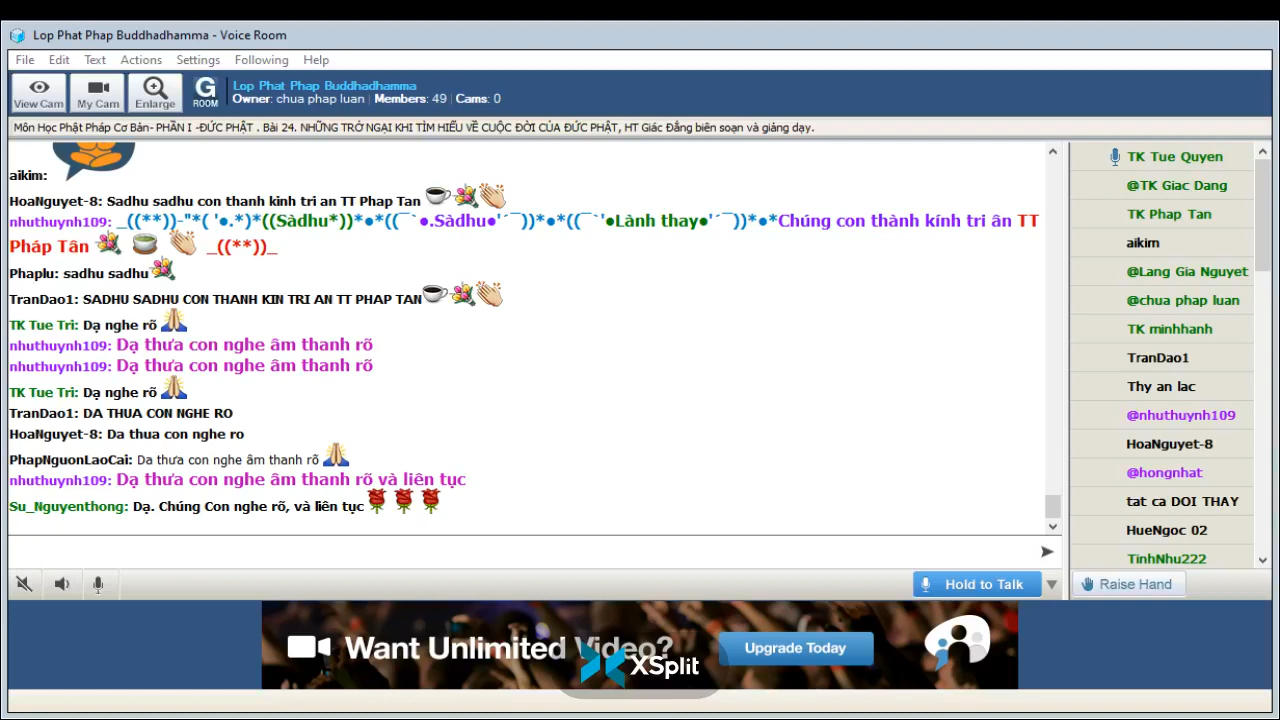 Lop Phat Phap Buddhadhamma - Voice Room
File Edit Text Actions Settings Following Help
View Cam My Cam Enlarge G ROOM
Lop Phat Phap Buddhadhamma
Owner: chua phap luan | Members: 49 | Cams: 0
Môn Học Phật Pháp Cơ Bản- PHẦN I -ĐỨC PHẬT . Bài 24. NHỮNG TRỞ NGẠI KHI TÌM HIỂU VỀ CUỘC ĐỜI CỦA ĐỨC PHẬT, HT Giác Đẳng biên soạn và giảng dạy.
aikim:
HoaNguyet-8: Sadhu sadhu con thanh kinh tri an TT Phap Tan
nhuthuynh109: _((**))-"*( '●.*)*((Sàdhu*))*●*((¯`●.Sàdhu●'´¯))*●*((¯`'●Lành thay●'´¯))*●*Chúng con thành kính tri ân TT
Pháp Tân _((**))_
Phaplu: sadhu sadhu
TranDao1: SADHU SADHU CON THANH KIN TRI AN TT PHAP TAN
TK Tue Tri: Dạ nghe rõ
nhuthuynh109: Dạ thưa con nghe âm thanh rõ
nhuthuynh109: Dạ thưa con nghe âm thanh rõ
TK Tue Tri: Dạ nghe rõ
TranDao1: DA THUA CON NGHE RO
HoaNguyet-8: Da thua con nghe ro
PhapNguonLaoCai: Da thưa con nghe âm thanh rõ
nhuthuynh109: Dạ thưa con nghe âm thanh rõ và liên tục
Su_Nguyenthong: Dạ. Chúng Con nghe rõ, và liên tục
TK Tue Quyen
@TK Giac Dang
TK Phap Tan
aikim
@Lang Gia Nguyet
@chua phap luan
TK minhhanh
TranDao1
Thy an lac
@nhuthuynh109
HoaNguyet-8
@hongnhat
tat ca DOI THAY
HueNgoc 02
TinhNhu222
Hold to Talk
Raise Hand
Want Unlimited Video?
Upgrade Today
XSplit